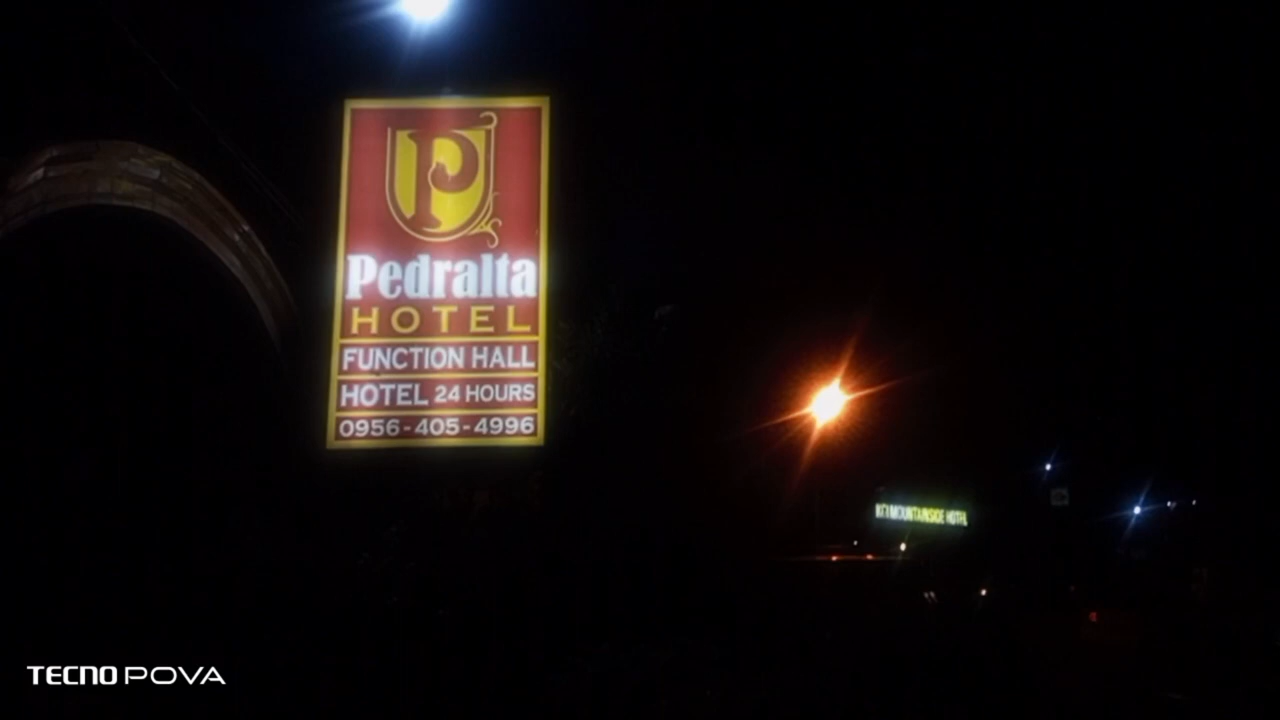 P
Pedralta
HOTEL
FUNCTION HALL
HOTEL 24 HOURS
0956-405-4996
MOUNTAINSIDE HOTEL
TECNO POVA